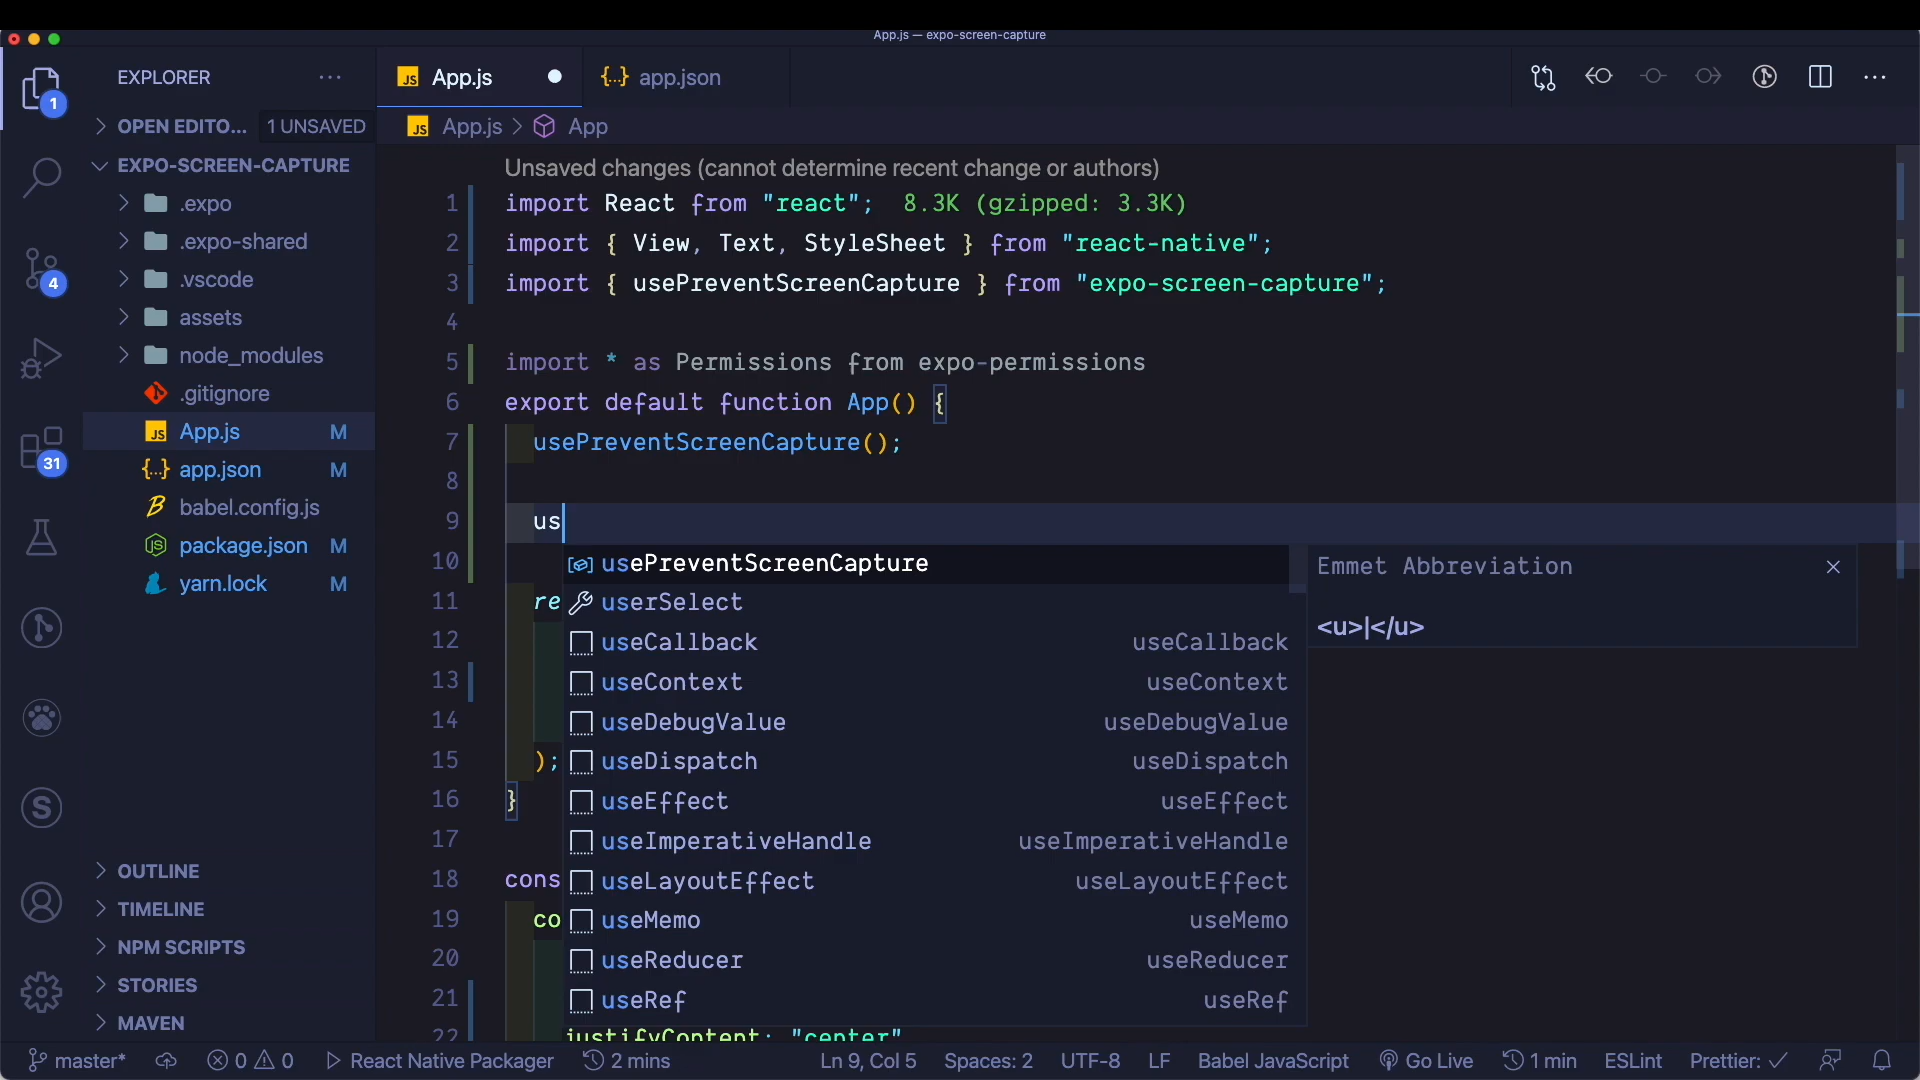 App.js — expo-screen-capture
EXPLORER
App.js
app.json
OPEN EDITO... 1 UNSAVED
App.js > App
EXPO-SCREEN-CAPTURE
.expo
.expo-shared
.vscode
assets
node_modules
.gitignore
App.js M
app.json M
babel.config.js
package.json M
yarn.lock M
OUTLINE
TIMELINE
NPM SCRIPTS
STORIES
MAVEN
1
4
31
Unsaved changes (cannot determine recent change or authors)
1 import React from "react"; 8.3K (gzipped: 3.3K)
2 import { View, Text, StyleSheet } from "react-native";
3 import { usePreventScreenCapture } from "expo-screen-capture";
4
5 import * as Permissions from expo-permissions
6 export default function App() {
7 usePreventScreenCapture();
8
9 us
10
11 re
12
13
14
15 );
16 }
17
18 cons
19 co
20
21
22 justifyContent: "center"
usePreventScreenCapture
userSelect
useCallback useCallback
useContext useContext
useDebugValue useDebugValue
useDispatch useDispatch
useEffect useEffect
useImperativeHandle useImperativeHandle
useLayoutEffect useLayoutEffect
useMemo useMemo
useReducer useReducer
useRef useRef
Emmet Abbreviation
<u>|</u>
master* 0 0 React Native Packager 2 mins Ln 9, Col 5 Spaces: 2 UTF-8 LF Babel JavaScript Go Live 1 min ESLint Prettier: ✓